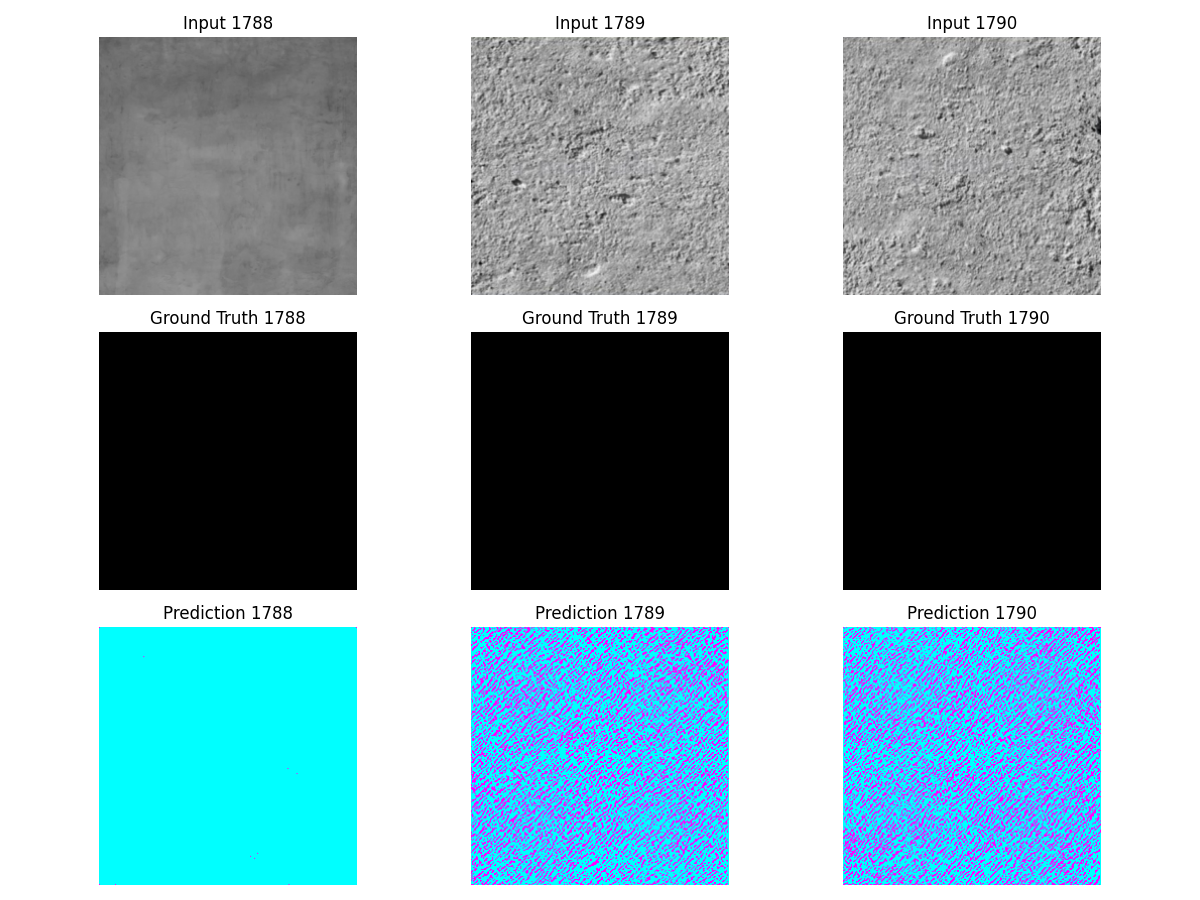 Input 1788
Input 1789
Input 1790
Ground Truth 1788
Ground Truth 1789
Ground Truth 1790
Prediction 1788
Prediction 1789
Prediction 1790